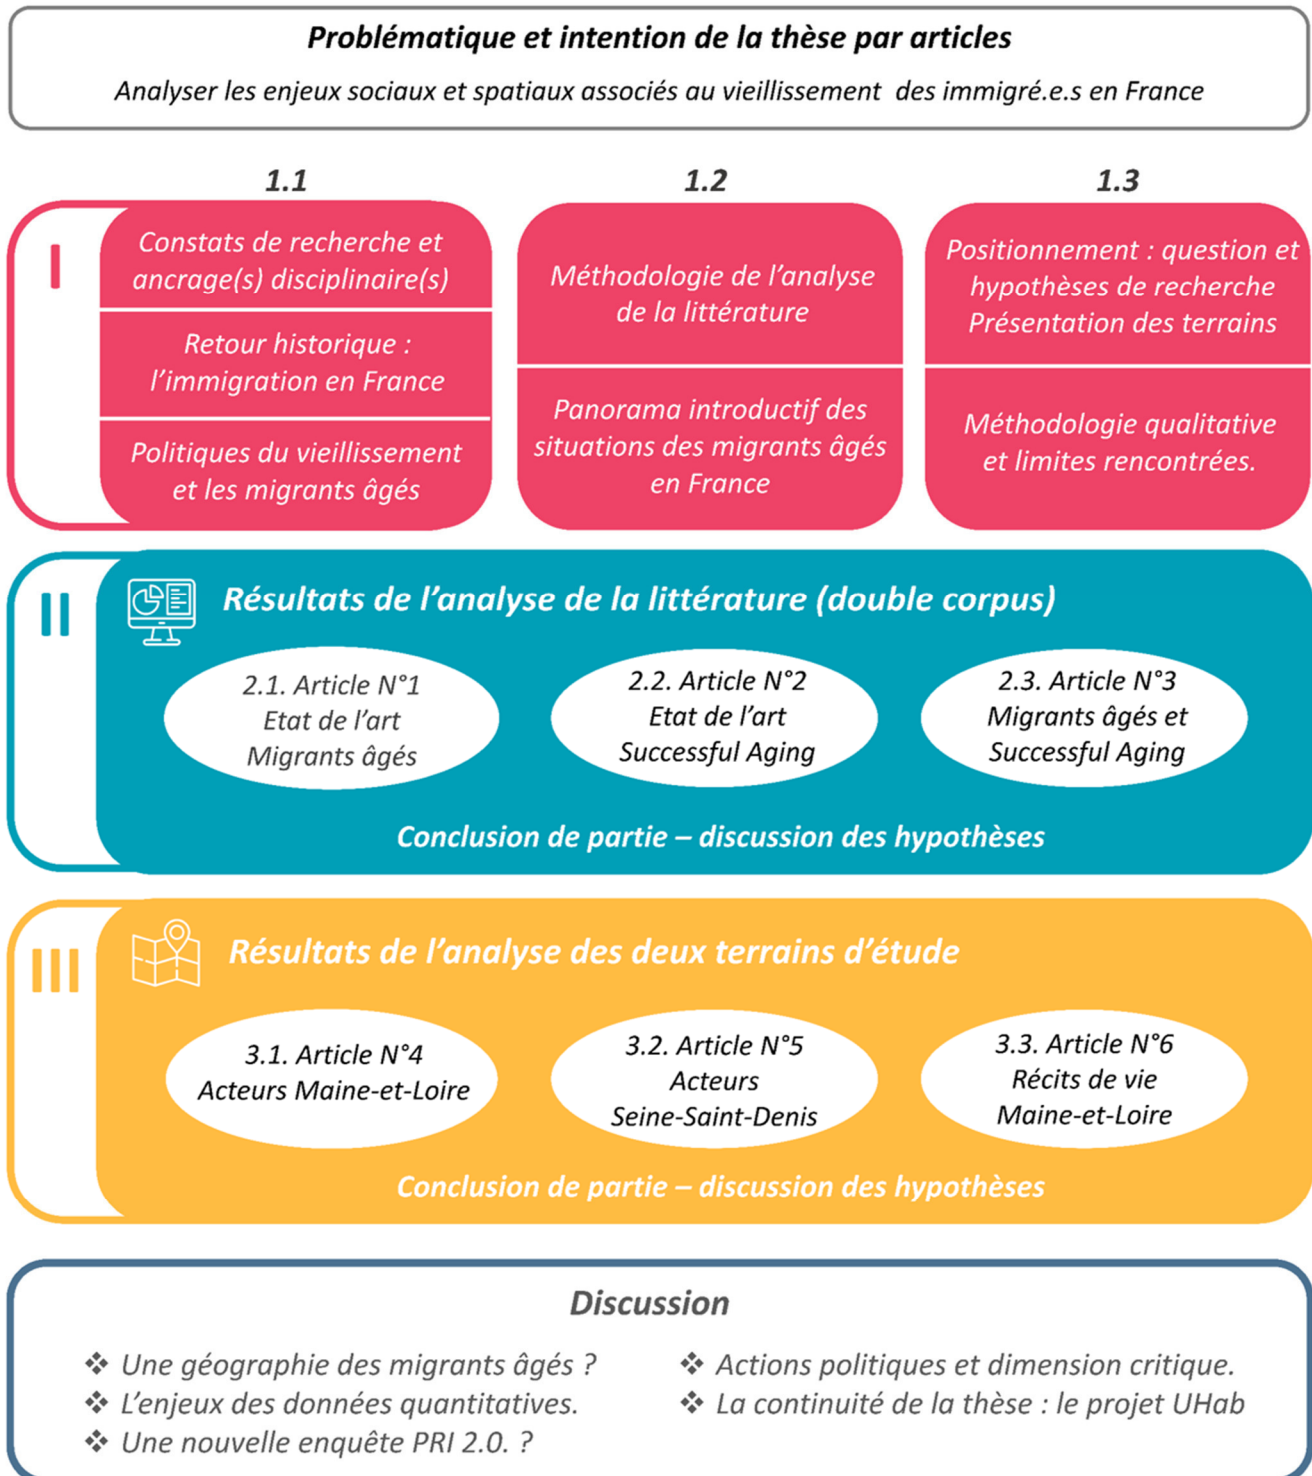 Problématique et intention de la thèse par articles
Analyser les enjeux sociaux et spatiaux associés au vieillissement des immigré.e.s en France
1.1
1.2
1.3
I
Constats de recherche et
ancrage(s) disciplinaire(s)
Retour historique :
l'immigration en France
Politiques du vieillissement
et les migrants âgés
Méthodologie de l'analyse
de la littérature
Panorama introductif des
situations des migrants âgés
en France
Positionnement : question et
hypothèses de recherche
Présentation des terrains
Méthodologie qualitative
et limites rencontrées.
II
Résultats de l'analyse de la littérature (double corpus)
2.1. Article N°1
Etat de l'art
Migrants âgés
2.2. Article N°2
Etat de l'art
Successful Aging
2.3. Article N°3
Migrants âgés et
Successful Aging
Conclusion de partie – discussion des hypothèses
III
Résultats de l'analyse des deux terrains d'étude
3.1. Article N°4
Acteurs Maine-et-Loire
3.2. Article N°5
Acteurs
Seine-Saint-Denis
3.3. Article N°6
Récits de vie
Maine-et-Loire
Conclusion de partie – discussion des hypothèses
Discussion
❖ Une géographie des migrants âgés ?
❖ L'enjeux des données quantitatives.
❖ Une nouvelle enquête PRI 2.0. ?
❖ Actions politiques et dimension critique.
❖ La continuité de la thèse : le projet UHab